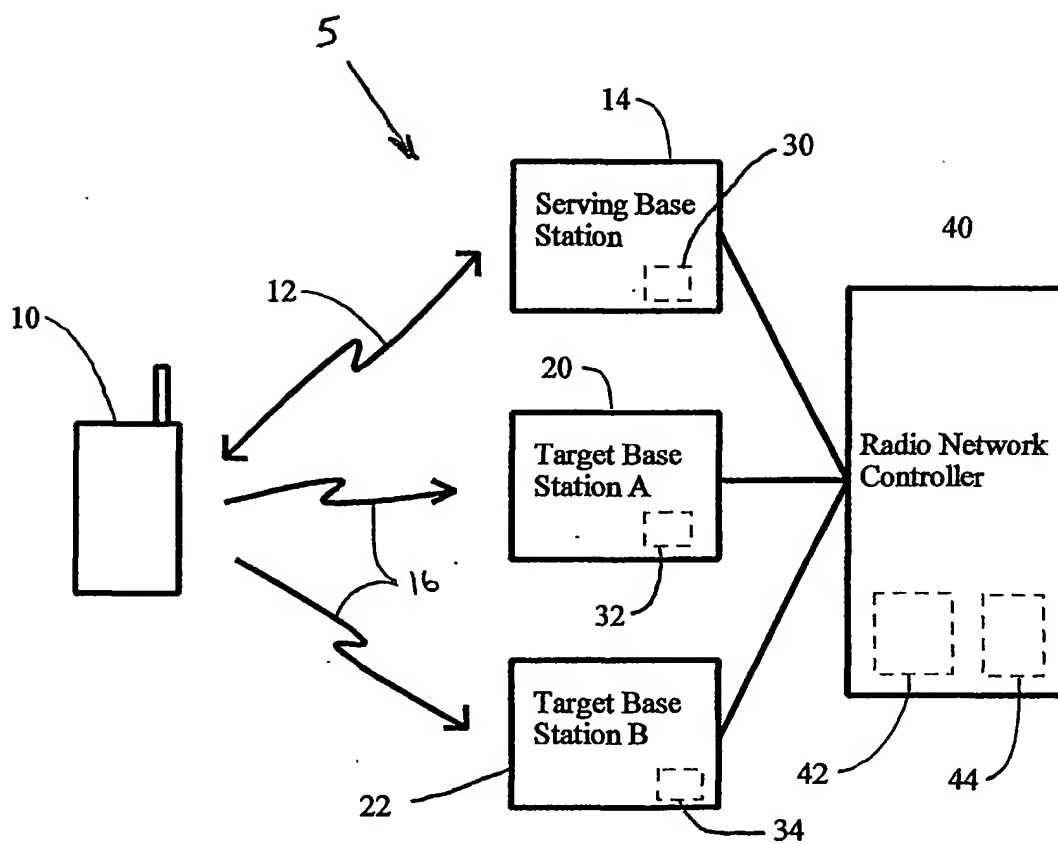 5
14
30
Serving Base
Station
40
12
10
20
Target Base
Station A
Radio Network
Controller
16
32
Target Base
Station B
42
44
22
34